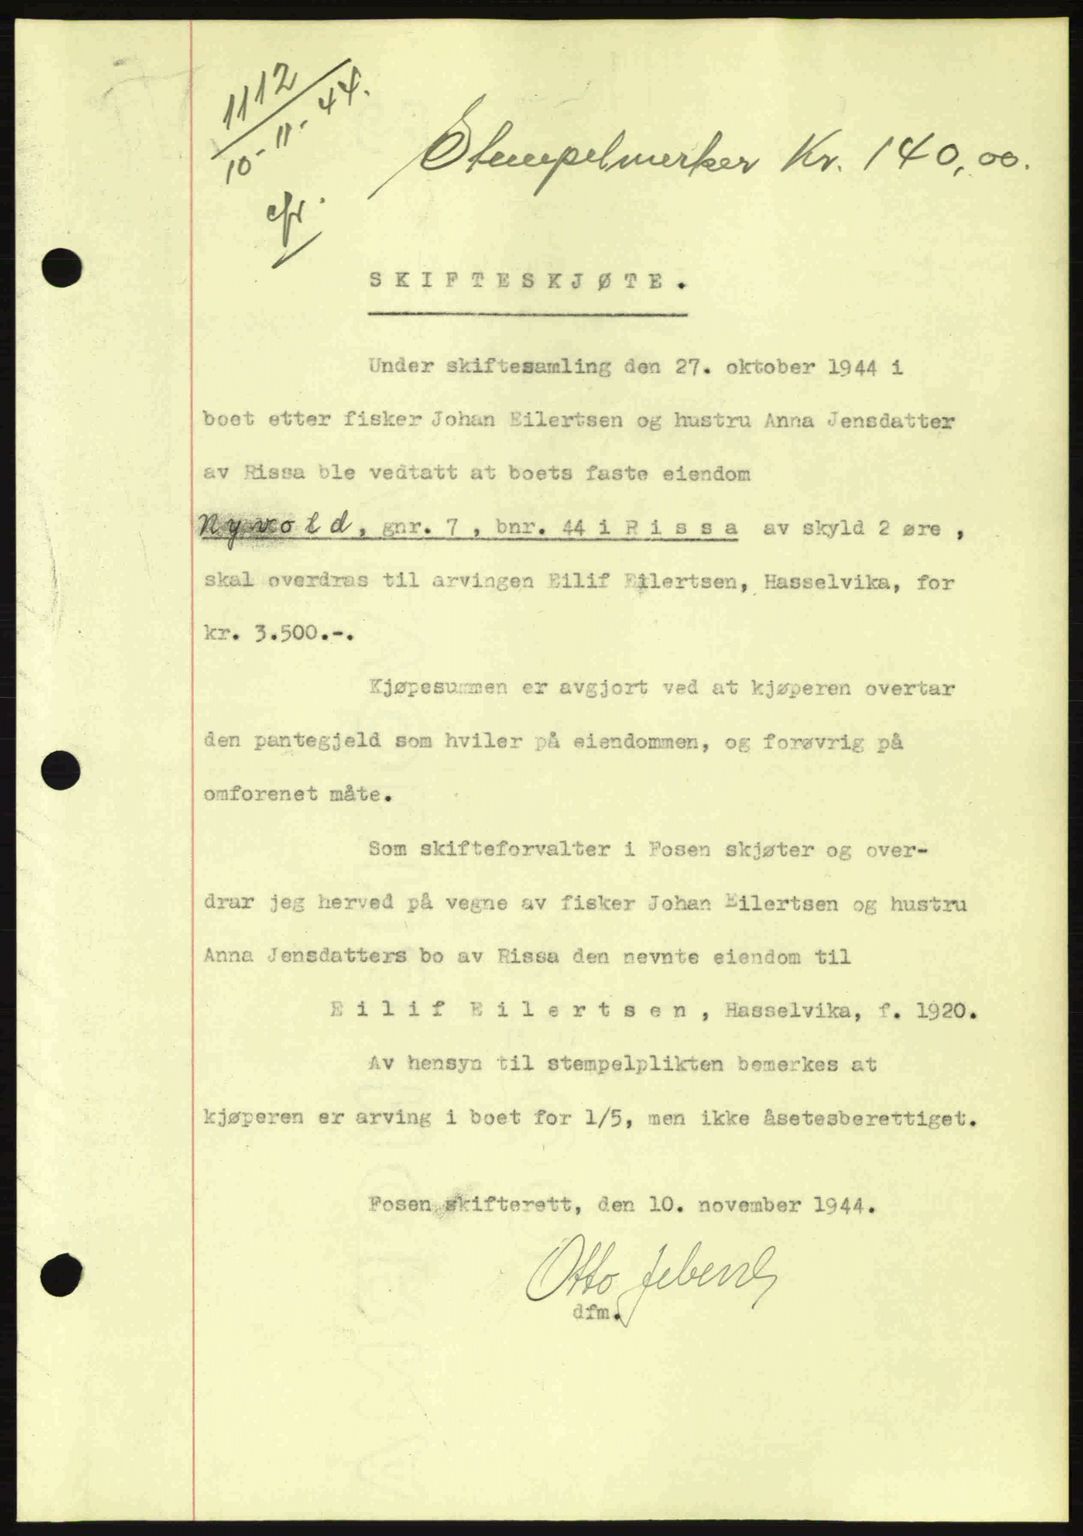 1112
10-11-44.
Stempelmerker Kr. 140,00.
SKIFTESKJØTE.
Under skiftesamling den 27. oktober 1944 i
boet etter fisker Johan Eilertsen og hustru Anna Jensdatter
av Rissa ble vedtatt at boets faste eiendom
Nyvold, gnr. 7 , bnr. 44 i Rissa av skyld 2 øre ,
skal overdras til arvingen Eilif Eilertsen, Hasselvika, for
kr. 3.500.-.
Kjøpesummen er avgjort ved at kjøperen overtar
den pantegjeld som hviler på eiendommen, og forøvrig på
omforenet måte.
Som skifteforvalter i Fosen skjøter og over-
drar jeg herved på vegne av fisker Johan Eilertsen og hustru
Anna Jensdatters bo av Rissa den nevnte eiendom til
Eilif Eilertsen, Hasselvika, f. 1920.
Av hensyn til stempelplikten bemerkes at
kjøperen er arving i boet for 1/5, men ikke åsetesberettiget.
Fosen skifterett, den 10. november 1944.
Otto
dfm.